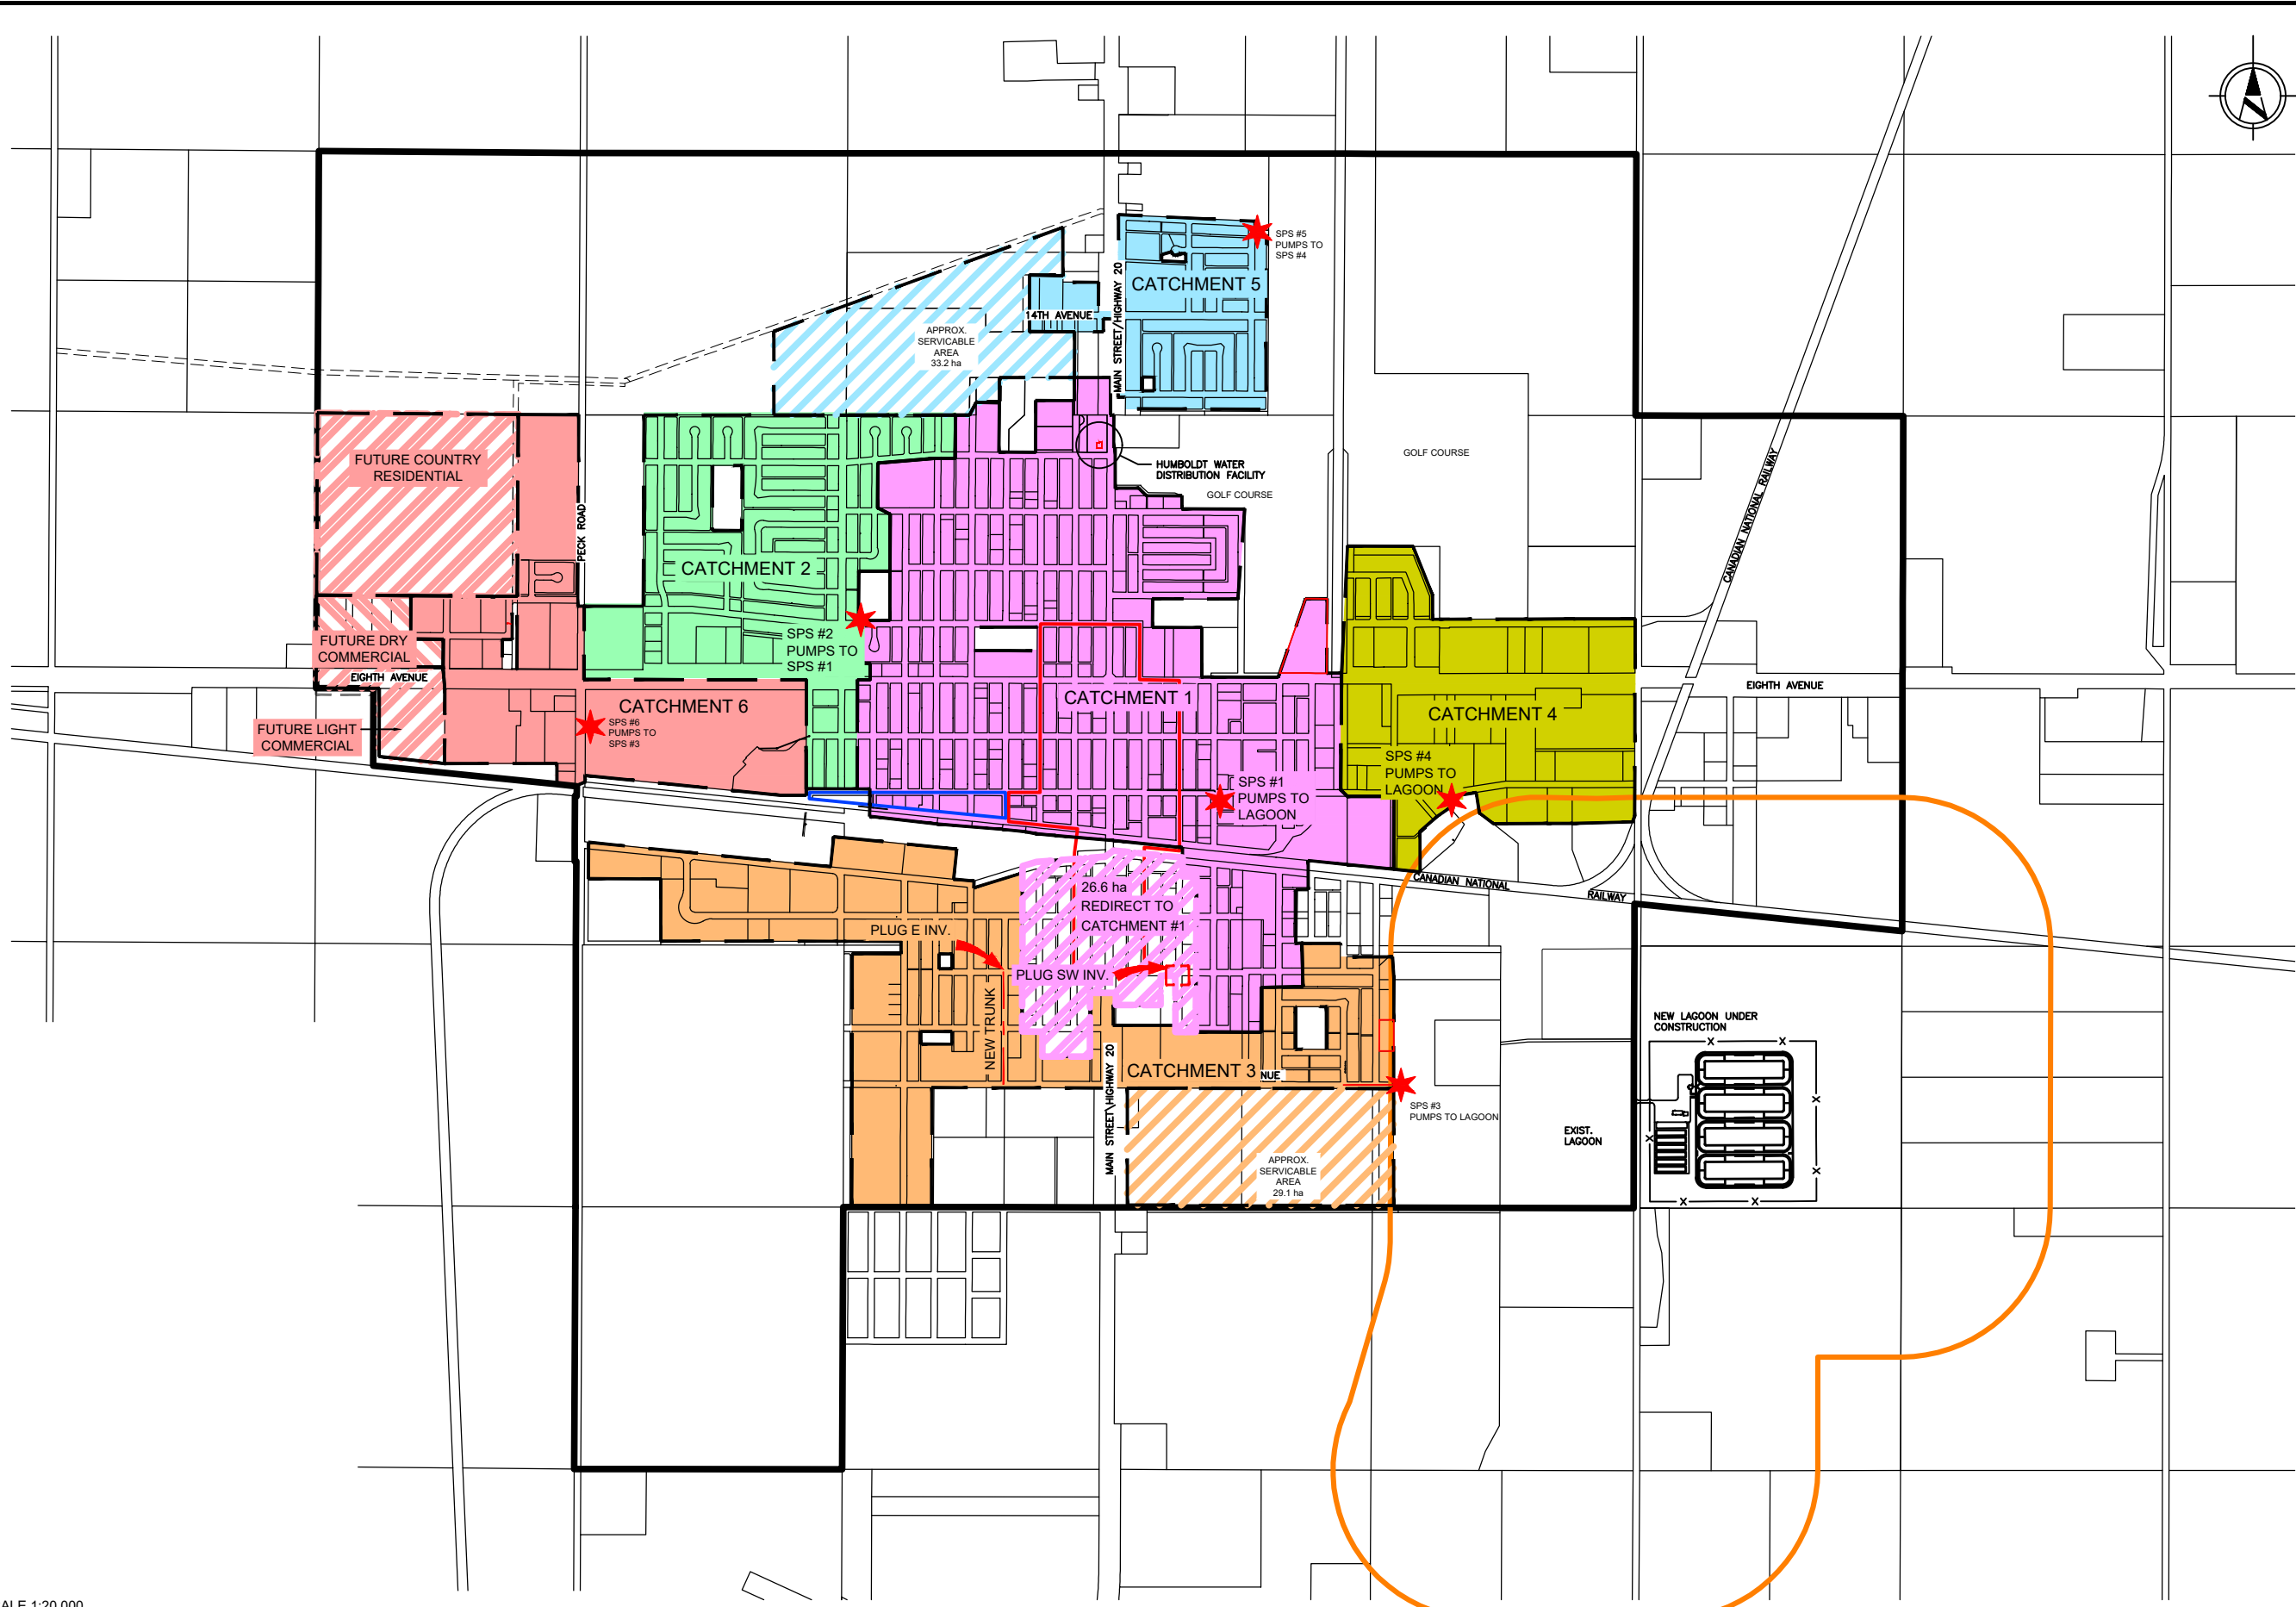 SPS #5
PUMPS TO
SPS #4
MAIN STREET/HIGHWAY 20
CATCHMENT 5
14TH AVENUE
APPROX.
SERVICABLE
AREA
33.2 ha
FUTURE COUNTRY
RESIDENTIAL
PECK ROAD
HUMBOLDT WATER
DISTRIBUTION FACILITY
GOLF COURSE
GOLF COURSE
CANADIAN NATIONAL RAILWAY
CATCHMENT 2
SPS #2
PUMPS TO
SPS #1
FUTURE DRY
COMMERCIAL
EIGHTH AVENUE
EIGHTH AVENUE
CATCHMENT 6
SPS #6
PUMPS TO
SPS #3
CATCHMENT 1
CATCHMENT 4
FUTURE LIGHT
COMMERCIAL
SPS #4
PUMPS TO
LAGOON
SPS #1
PUMPS TO
LAGOON
CANADIAN NATIONAL
RAILWAY
26.6 ha
REDIRECT TO
CATCHMENT #1
PLUG E INV.
PLUG SW INV.
NEW TRUNK
MAIN STREET\HIGHWAY 20
CATCHMENT 3
NUE
NEW LAGOON UNDER
CONSTRUCTION
SPS #3
PUMPS TO LAGOON
EXIST.
LAGOON
APPROX.
SERVICABLE
AREA
29.1 ha
ALE 1:20 000